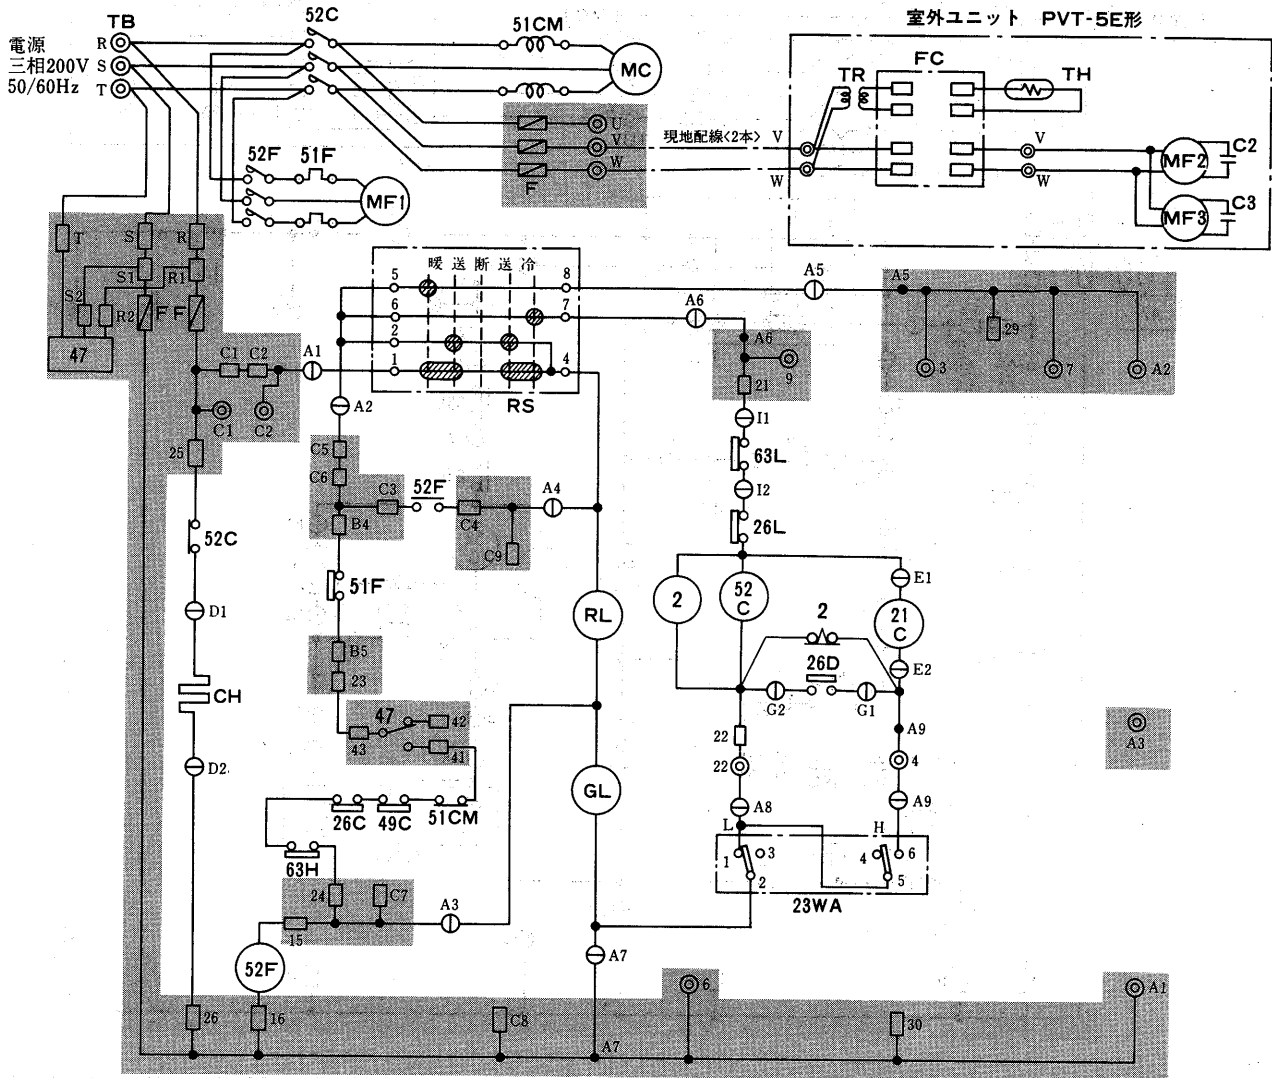 室外ユニット PVT-5E形
TB
52C
51CM
電源
三相200V
50/60Hz
R
S
T
MC
FC
TR
TH
U
V
W
F
現地配線<2本>
V
W
V
W
MF2
C2
MF3
C3
52F
51F
MF1
T
S
R
S1
R1
S2
R2
F
F
47
暖 送 断 送 冷
5
8
6
7
2
1
4
RS
A5
A5
A6
A6
3
29
7
A2
9
21
C1
C2
A1
C1
C2
25
A2
C5
C6
C3
52F
C4
A4
B4
C9
I1
63L
I2
26L
52C
51F
D1
B5
23
CH
D2
47
42
43
41
RL
2
52
C
E1
21
C
2
26D
E2
G2
G1
22
A9
22
4
A3
GL
A8
A9
26C
49C
51CM
63H
L
H
1
3
2
4
6
5
23WA
24
C7
15
A3
52F
A7
26
16
C8
A7
6
30
A1